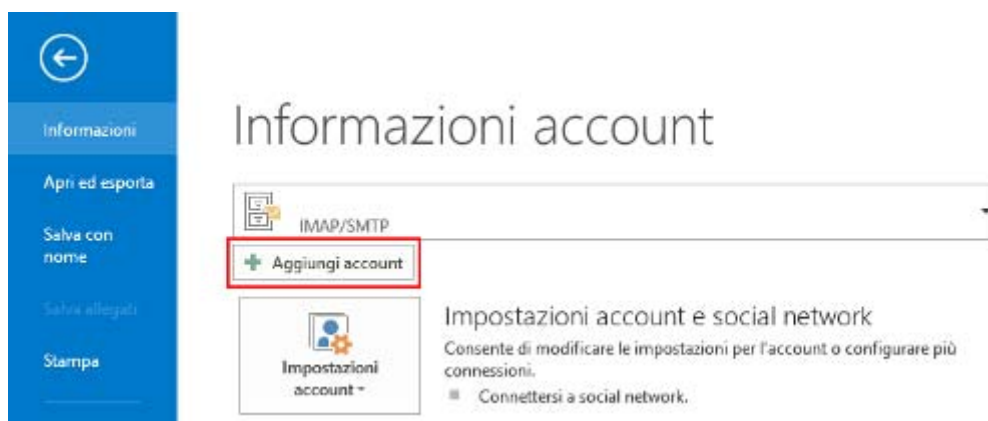 Informazioni
Apri ed esporta
Salva con
nome
Salva allegati
Stampa
Informazioni account
IMAP/SMTP
Aggiungi account
Impostazioni
account
Impostazioni account e social network
Consente di modificare le impostazioni per l'account o configurare più
connessioni.
Connettersi a social network.